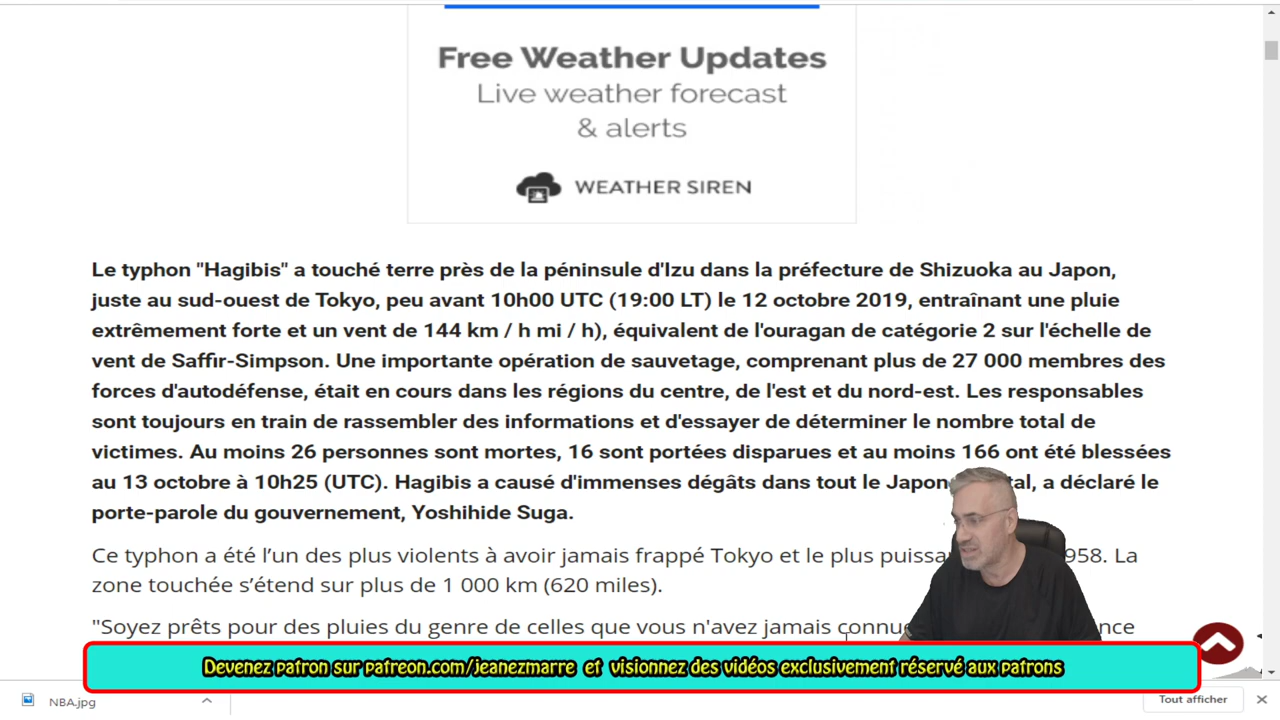 Free Weather Updates
Live weather forecast
& alerts
WEATHER SIREN
Le typhon "Hagibis" a touché terre près de la péninsule d'Izu dans la préfecture de Shizuoka au Japon,
juste au sud-ouest de Tokyo, peu avant 10h00 UTC (19:00 LT) le 12 octobre 2019, entraînant une pluie
extrêmement forte et un vent de 144 km / h mi / h), équivalent de l'ouragan de catégorie 2 sur l'échelle de
vent de Saffir-Simpson. Une importante opération de sauvetage, comprenant plus de 27 000 membres des
forces d'autodéfense, était en cours dans les régions du centre, de l'est et du nord-est. Les responsables
sont toujours en train de rassembler des informations et d'essayer de déterminer le nombre total de
victimes. Au moins 26 personnes sont mortes, 16 sont portées disparues et au moins 166 ont été blessées
au 13 octobre à 10h25 (UTC). Hagibis a causé d'immenses dégâts dans tout le Japon, a déclaré le
porte-parole du gouvernement, Yoshihide Suga.
Ce typhon a été l’un des plus violents à avoir jamais frappé Tokyo et le plus 958. La
zone touchée s’étend sur plus de 1 000 km (620 miles).
"Soyez prêts pour des pluies du genre de celles que vous n'avez jamais
Devenez patron sur patreon.com/jeanezmarre et visionnez des vidéos exclusivement réservé aux patrons
NBA.jpg
Tout afficher